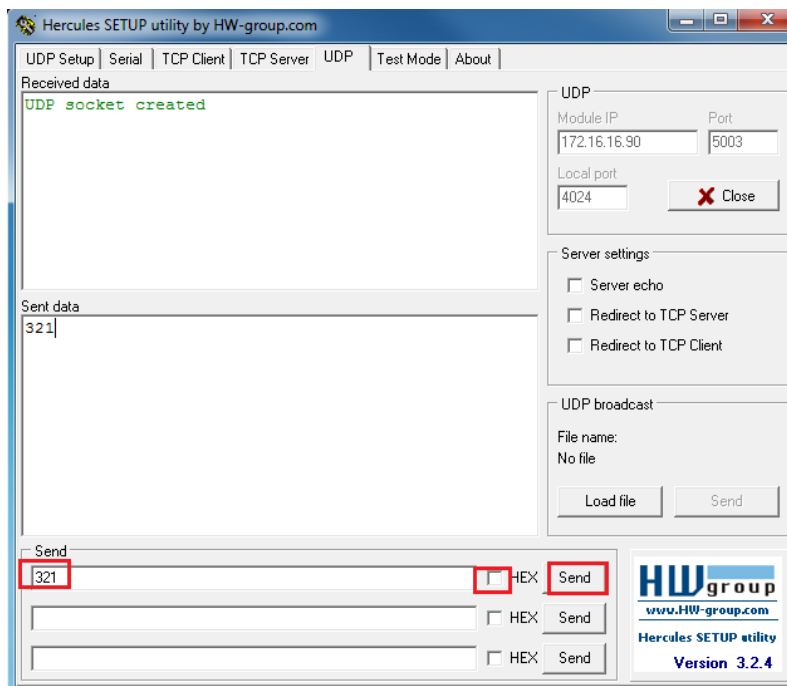 Hercules SETUP utility by HW-group.com
UDP Setup Serial TCP Client TCP Server UDP Test Mode About
Received data
UDP socket created
Sent data
321
Send
321 HEX Send
HEX Send
HEX Send
UDP
Module IP Port
172.16.16.90 5003
Local port
4024 Close
Server settings
Server echo
Redirect to TCP Server
Redirect to TCP Client
UDP broadcast
File name:
No file
Load file Send
HW group
www.HW-group.com
Hercules SETUP utility
Version 3.2.4